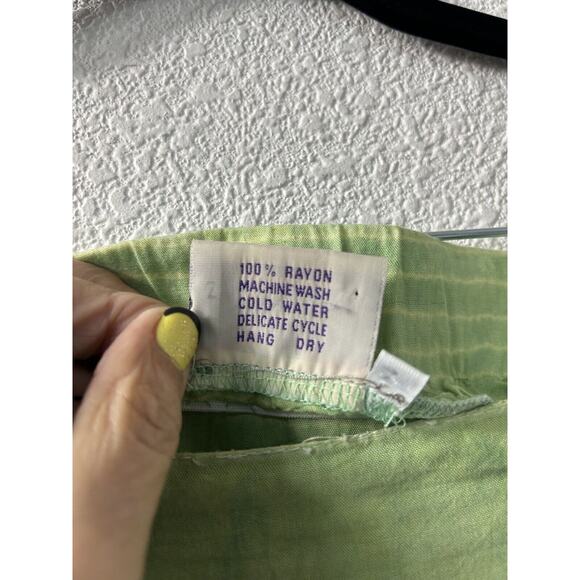 100% RAYON
MACHINE WASH
COLD WATER
DELICATE CYCLE
HANG DRY